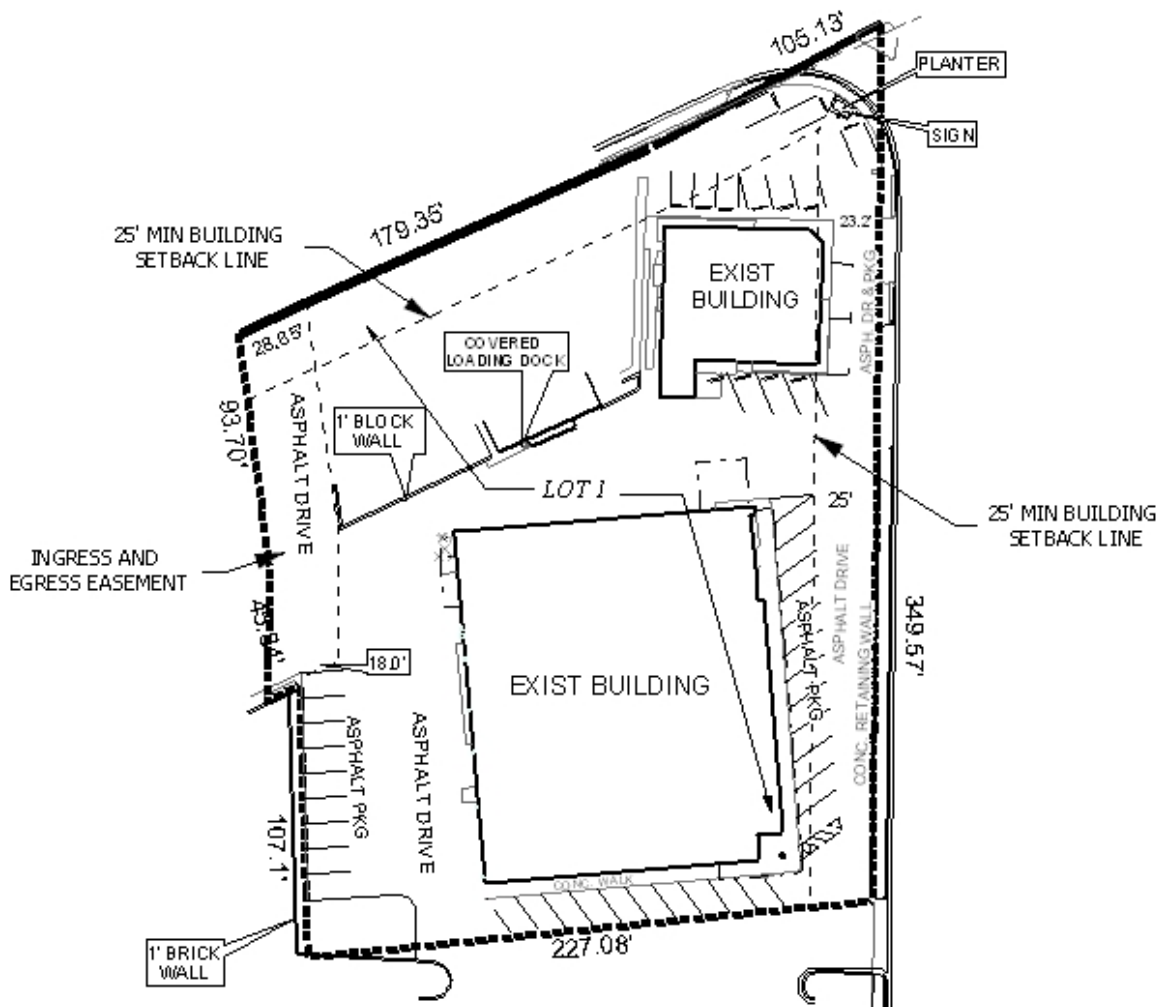 105.13'
PLANTER
SIGN
179.35'
25' MIN BUILDING
SETBACK LINE
23.2'
EXIST
BUILDING
ASPH. DR & PKG
28.65'
COVERED
LOADING DOCK
93.70'
ASPHALT DRIVE
1' BLOCK
WALL
LOT 1
25'
25' MIN BUILDING
SETBACK LINE
INGRESS AND
EGRESS EASEMENT
349.57'
ASPHALT DRIVE
ASPHALT PKG
CONC. RETAINING WALL
18.0'
EXIST BUILDING
ASPHALT PKG
ASPHALT DRIVE
107.1'
CONC. WALK
227.08'
1' BRICK
WALL